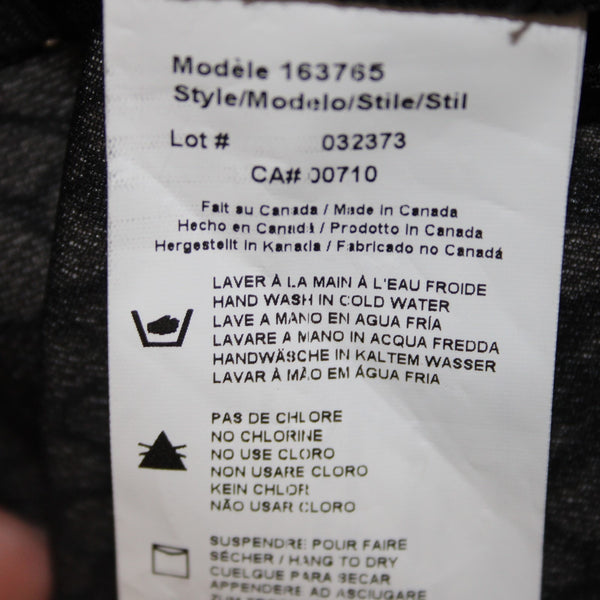 Modèle 163765
Style/Modelo/Stile/Stil
Lot # 032373
CA# 00710
Fait au Canada / Made in Canada
Hecho en Canadá / Prodotto in Canada
Hergestellt in Kanada / Fabricado no Canadá
LAVER À LA MAIN À L'EAU FROIDE
HAND WASH IN COLD WATER
LAVE A MANO EN AGUA FRÍA
LAVARE A MANO IN ACQUA FREDDA
HANDWÄSCHE IN KALTEM WASSER
LAVAR À MÃO EM ÁGUA FRIA
PAS DE CHLORE
NO CHLORINE
NO USE CLORO
NON USARE CLORO
KEIN CHLOR
NÃO USAR CLORO
SUSPENDRE POUR FAIRE
SÉCHER / HANG TO DRY
CUELGUE PARA SECAR
APPENDERE AD ASCIUGARE